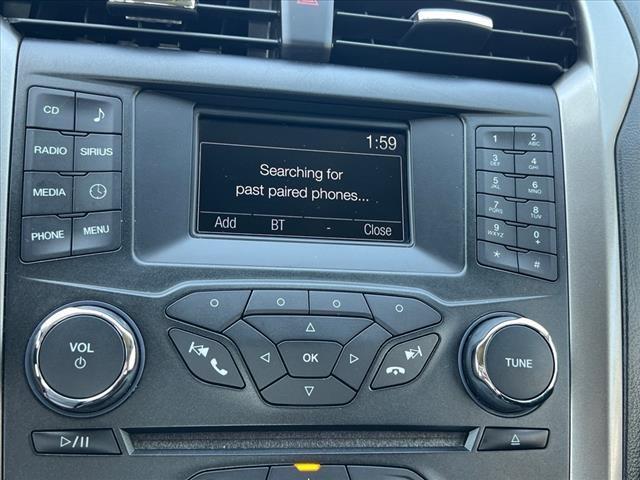 CD
RADIO
SIRIUS
MEDIA
PHONE
MENU
1:59
Searching for
past paired phones...
Add
BT
-
Close
1
2
ABC
3
DEF
4
GHI
5
JKL
6
MNO
7
PQRS
8
TUV
9
WXYZ
0
+
*
#
VOL
OK
TUNE